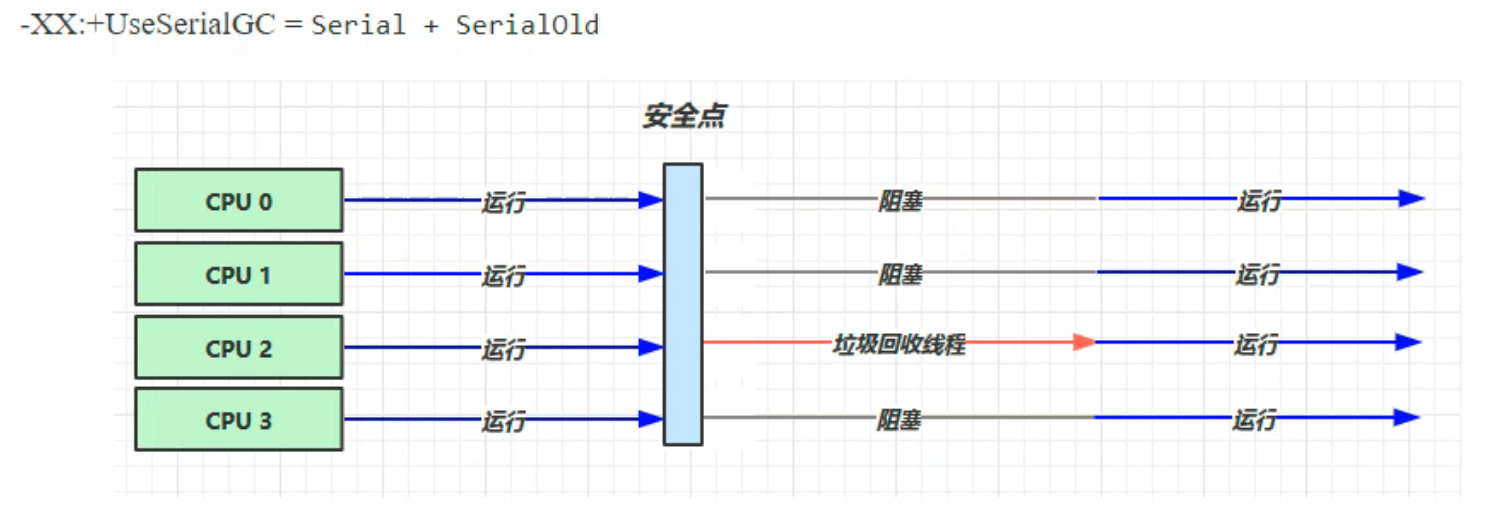 -XX:+UseSerialGC = Serial + SerialOld
安全点
CPU 0 运行 阻塞 运行
CPU 1 运行 阻塞 运行
CPU 2 运行 垃圾回收线程 运行
CPU 3 运行 阻塞 运行